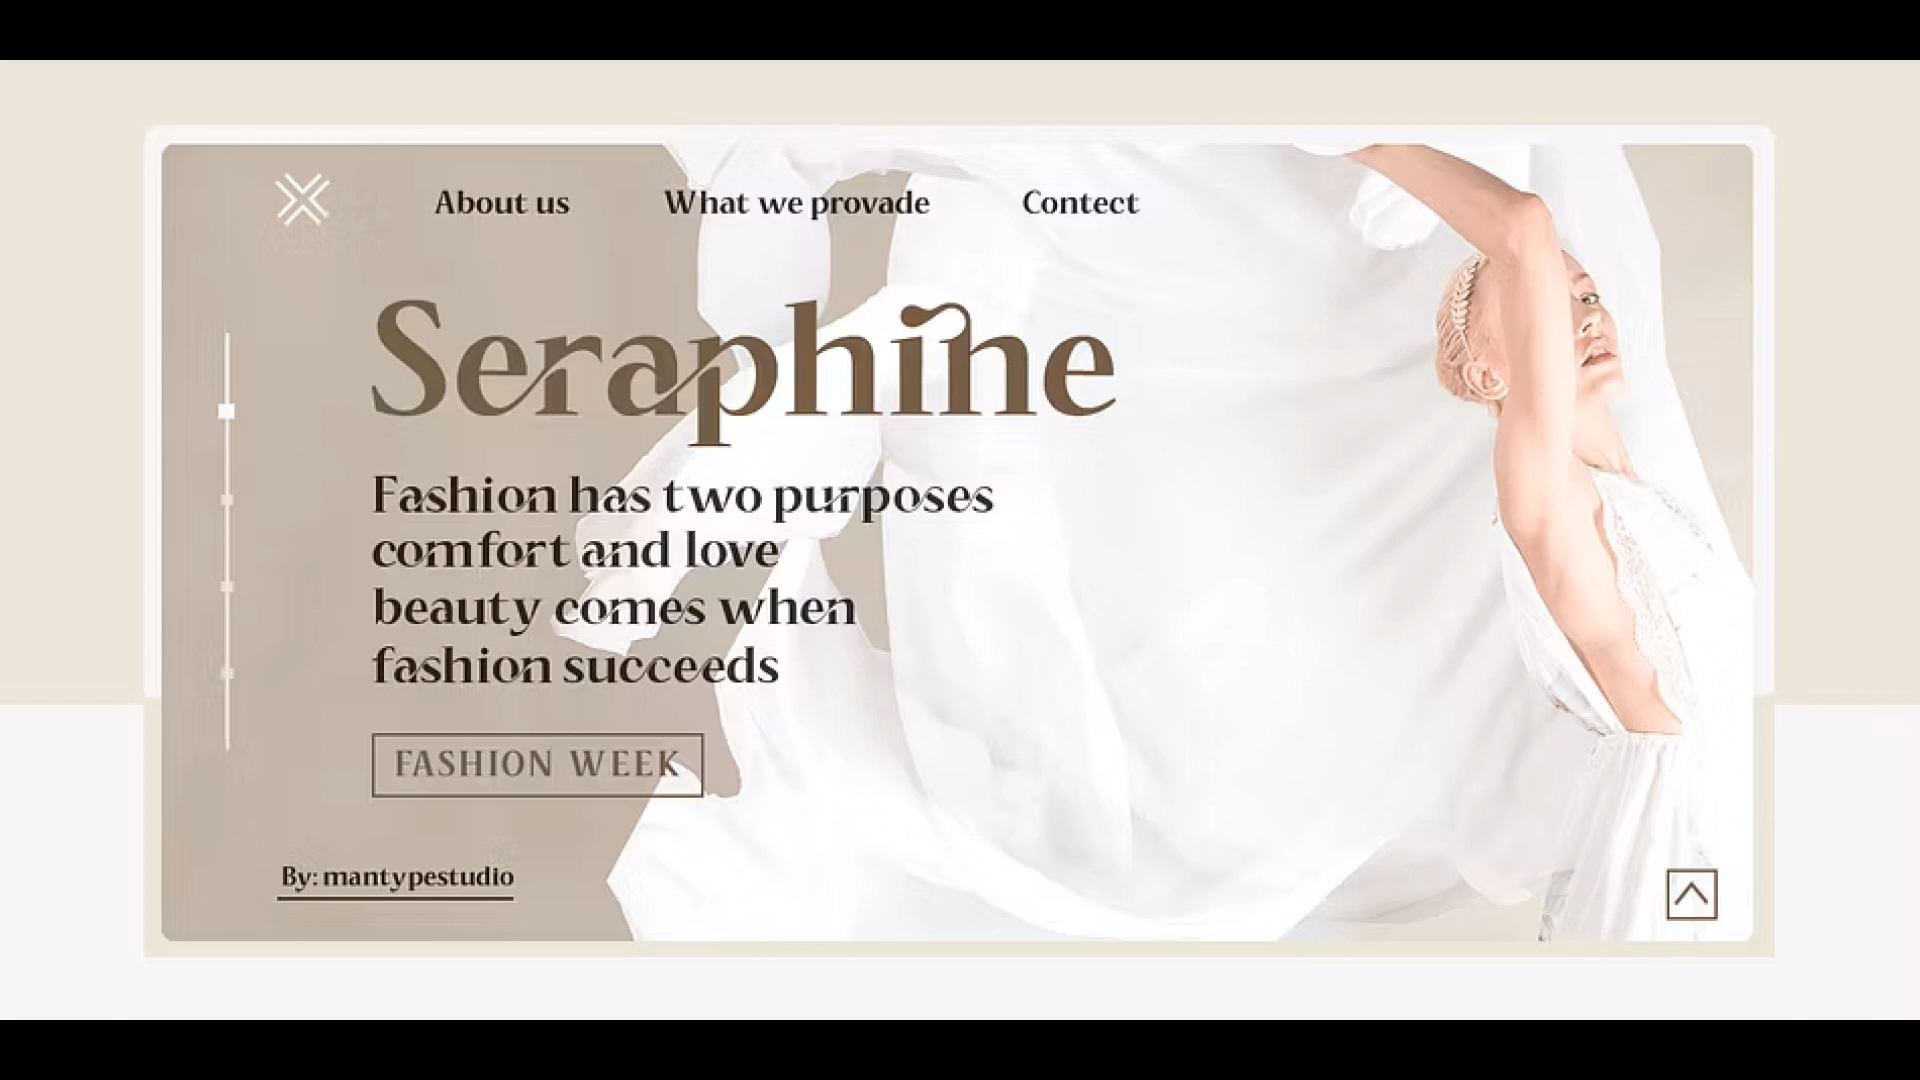 About us
What we provade
Contect
Seraphine
Fashion has two purposes
comfort and love
beauty comes when
fashion succeeds
FASHION WEEK
By: mantypestudio